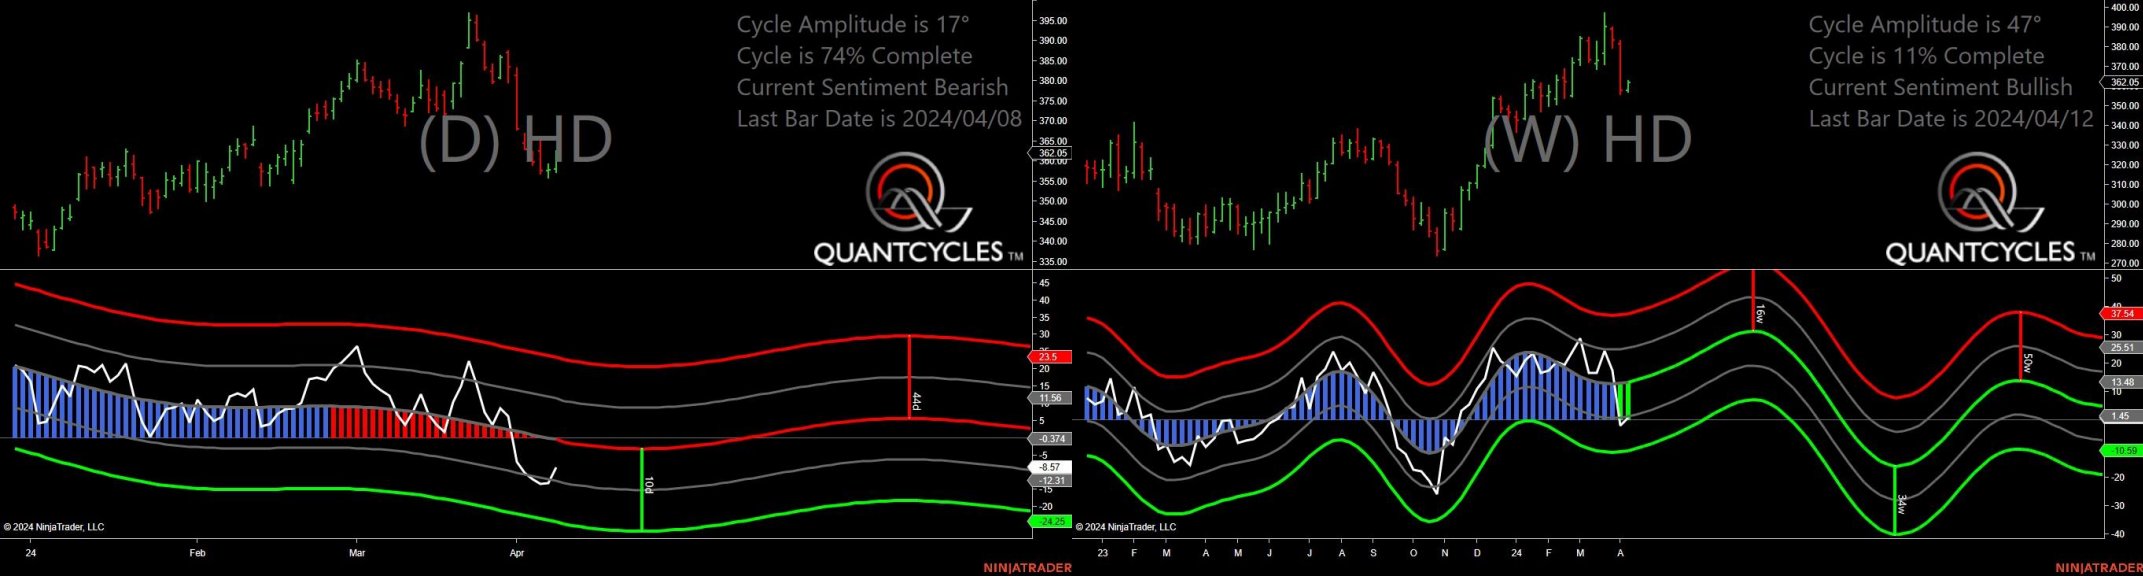 Cycle Amplitude is 17°
Cycle is 74% Complete
Current Sentiment Bearish
Last Bar Date is 2024/04/08
(D) HD
QUANTCYCLES TM
395.00
390.00
385.00
380.00
375.00
370.00
365.00
362.05
360.00
355.00
350.00
345.00
340.00
335.00
45
40
35
30
23.5
20
15
11.56
5
-0.374
-5
-8.57
-12.31
-15
-20
-24.25
10d
44d
© 2024 NinjaTrader, LLC
24 Feb Mar Apr
NINJATRADER
Cycle Amplitude is 47°
Cycle is 11% Complete
Current Sentiment Bullish
Last Bar Date is 2024/04/12
(W) HD
QUANTCYCLES TM
400.00
390.00
380.00
370.00
362.05
350.00
340.00
330.00
320.00
310.00
300.00
290.00
280.00
270.00
50
37.54
30
25.51
20
13.48
10
1.45
-10.59
-20
-30
-40
16w
34w
50w
© 2024 NinjaTrader, LLC
23 F M A M J J A S O N D 24 F M A
NINJATRADER